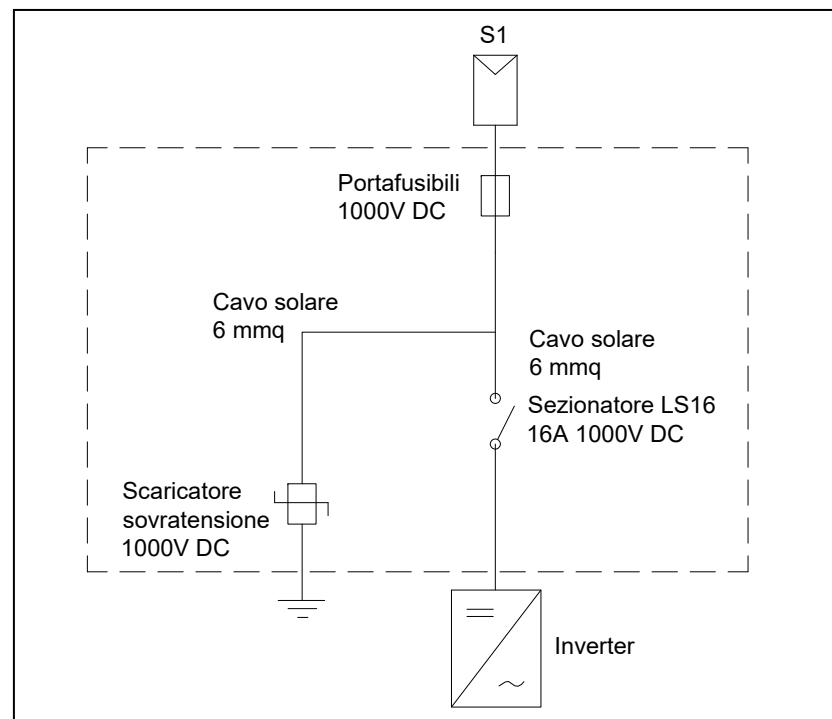 S1
Portafusibili
1000V DC
Cavo solare
6 mmq
Cavo solare
6 mmq
Sezionatore LS16
16A 1000V DC
Scaricatore
sovratensione
1000V DC
Inverter